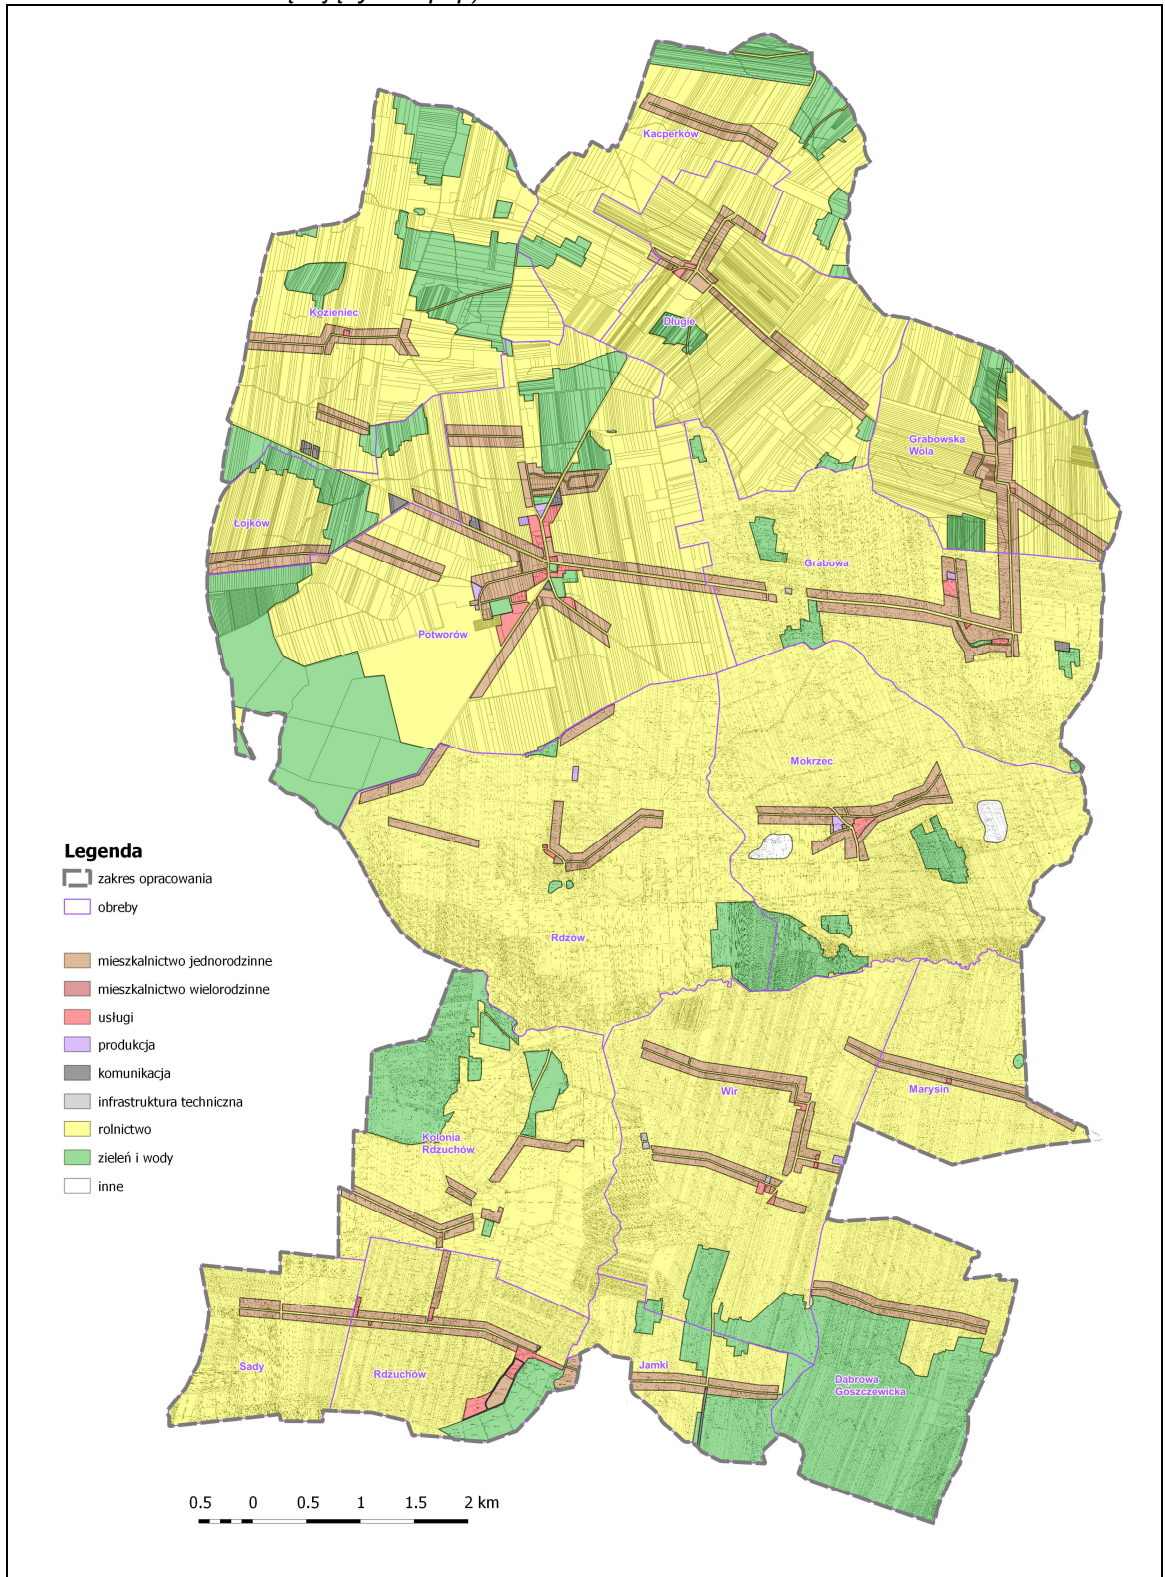 Kacperków
Kozieniec
Długie
Grabowska
Wola
Łojków
Grabowa
Potworów
Mokrzec
Legenda
zakres opracowania
obreby
mieszkalnictwo jednorodzinne
mieszkalnictwo wielorodzinne
usługi
produkcja
komunikacja
infrastruktura techniczna
rolnictwo
zieleń i wody
inne
Rdzów
Wir
Marysin
Kolonia
Rdzuchów
Sady
Rdzuchów
Jamki
Dąbrowa
Goszczewicka
0.5 0 0.5 1 1.5 2 km